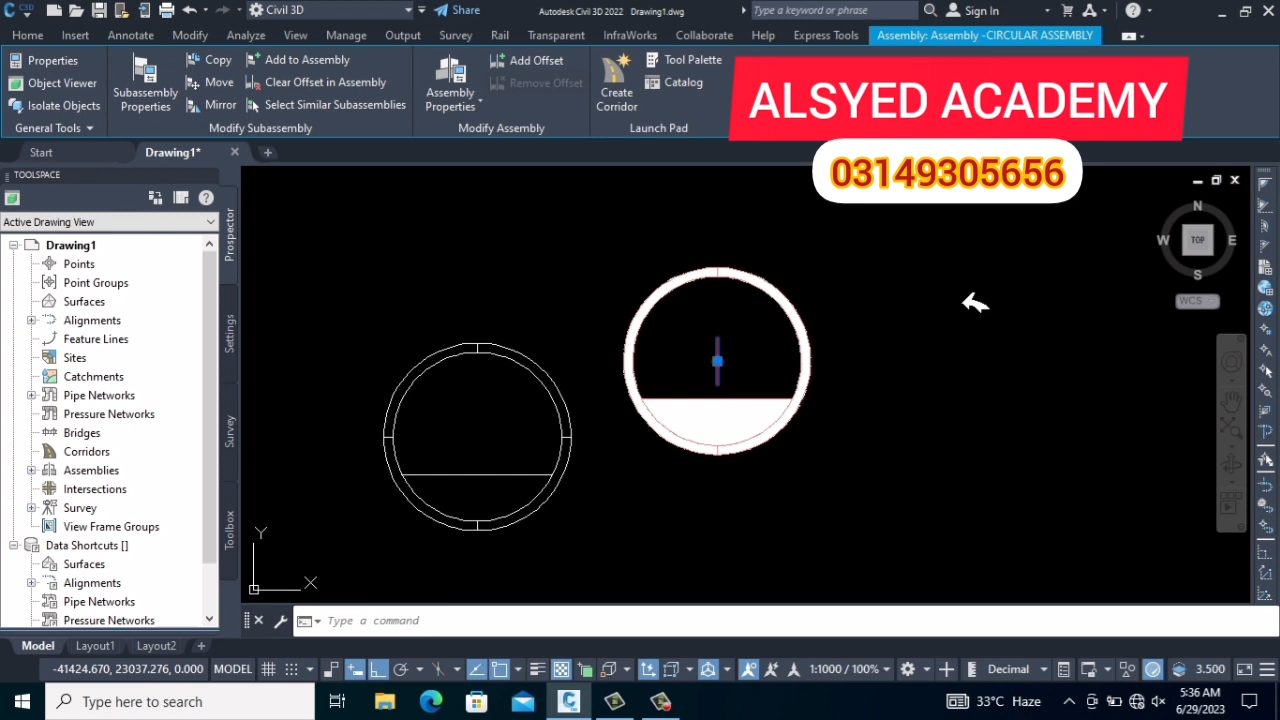 C3D Civil 3D Share Autodesk Civil 3D 2022 Drawing1.dwg Type a keyword or phrase Sign In
Home Insert Annotate Modify Analyze View Manage Output Survey Rail Transparent InfraWorks Collaborate Help Express Tools Assembly: Assembly -CIRCULAR ASSEMBLY
Properties
Object Viewer
Isolate Objects
General Tools
Subassembly
Properties
Copy
Move
Mirror
Add to Assembly
Clear Offset in Assembly
Select Similar Subassemblies
Modify Subassembly
Assembly
Properties
Add Offset
Remove Offset
Modify Assembly
Create
Corridor
Tool Palette
Catalog
Launch Pad
ALSYED ACADEMY
03149305656
Start Drawing1*
TOOLSPACE
Active Drawing View
Drawing1
Points
Point Groups
Surfaces
Alignments
Feature Lines
Sites
Catchments
Pipe Networks
Pressure Networks
Bridges
Corridors
Assemblies
Intersections
Survey
View Frame Groups
Data Shortcuts []
Surfaces
Alignments
Pipe Networks
Pressure Networks
Prospector
Settings
Survey
Toolbox
N
W TOP E
S
WCS
Y
X
Type a command
Model Layout1 Layout2
-41424.670, 23037.276, 0.000 MODEL 1:1000 / 100% Decimal 3.500
Type here to search 33°C Haze 5:36 AM
6/29/2023